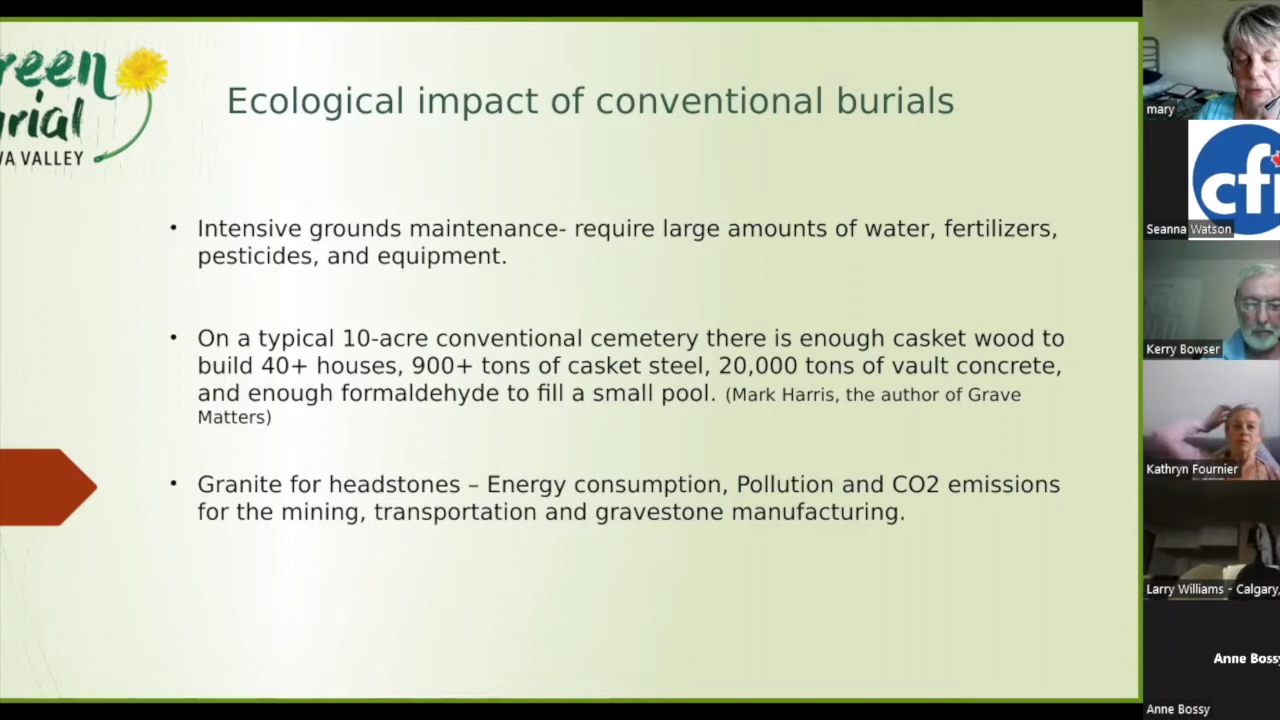 reen
urial
WA VALLEY
Ecological impact of conventional burials
• Intensive grounds maintenance- require large amounts of water, fertilizers,
pesticides, and equipment.
• On a typical 10-acre conventional cemetery there is enough casket wood to
build 40+ houses, 900+ tons of casket steel, 20,000 tons of vault concrete,
and enough formaldehyde to fill a small pool. (Mark Harris, the author of Grave
Matters)
• Granite for headstones – Energy consumption, Pollution and CO2 emissions
for the mining, transportation and gravestone manufacturing.
mary
cfi
Seanna Watson
Kerry Bowser
Kathryn Fournier
Larry Williams - Calgary,
Anne Bossy
Anne Bossy